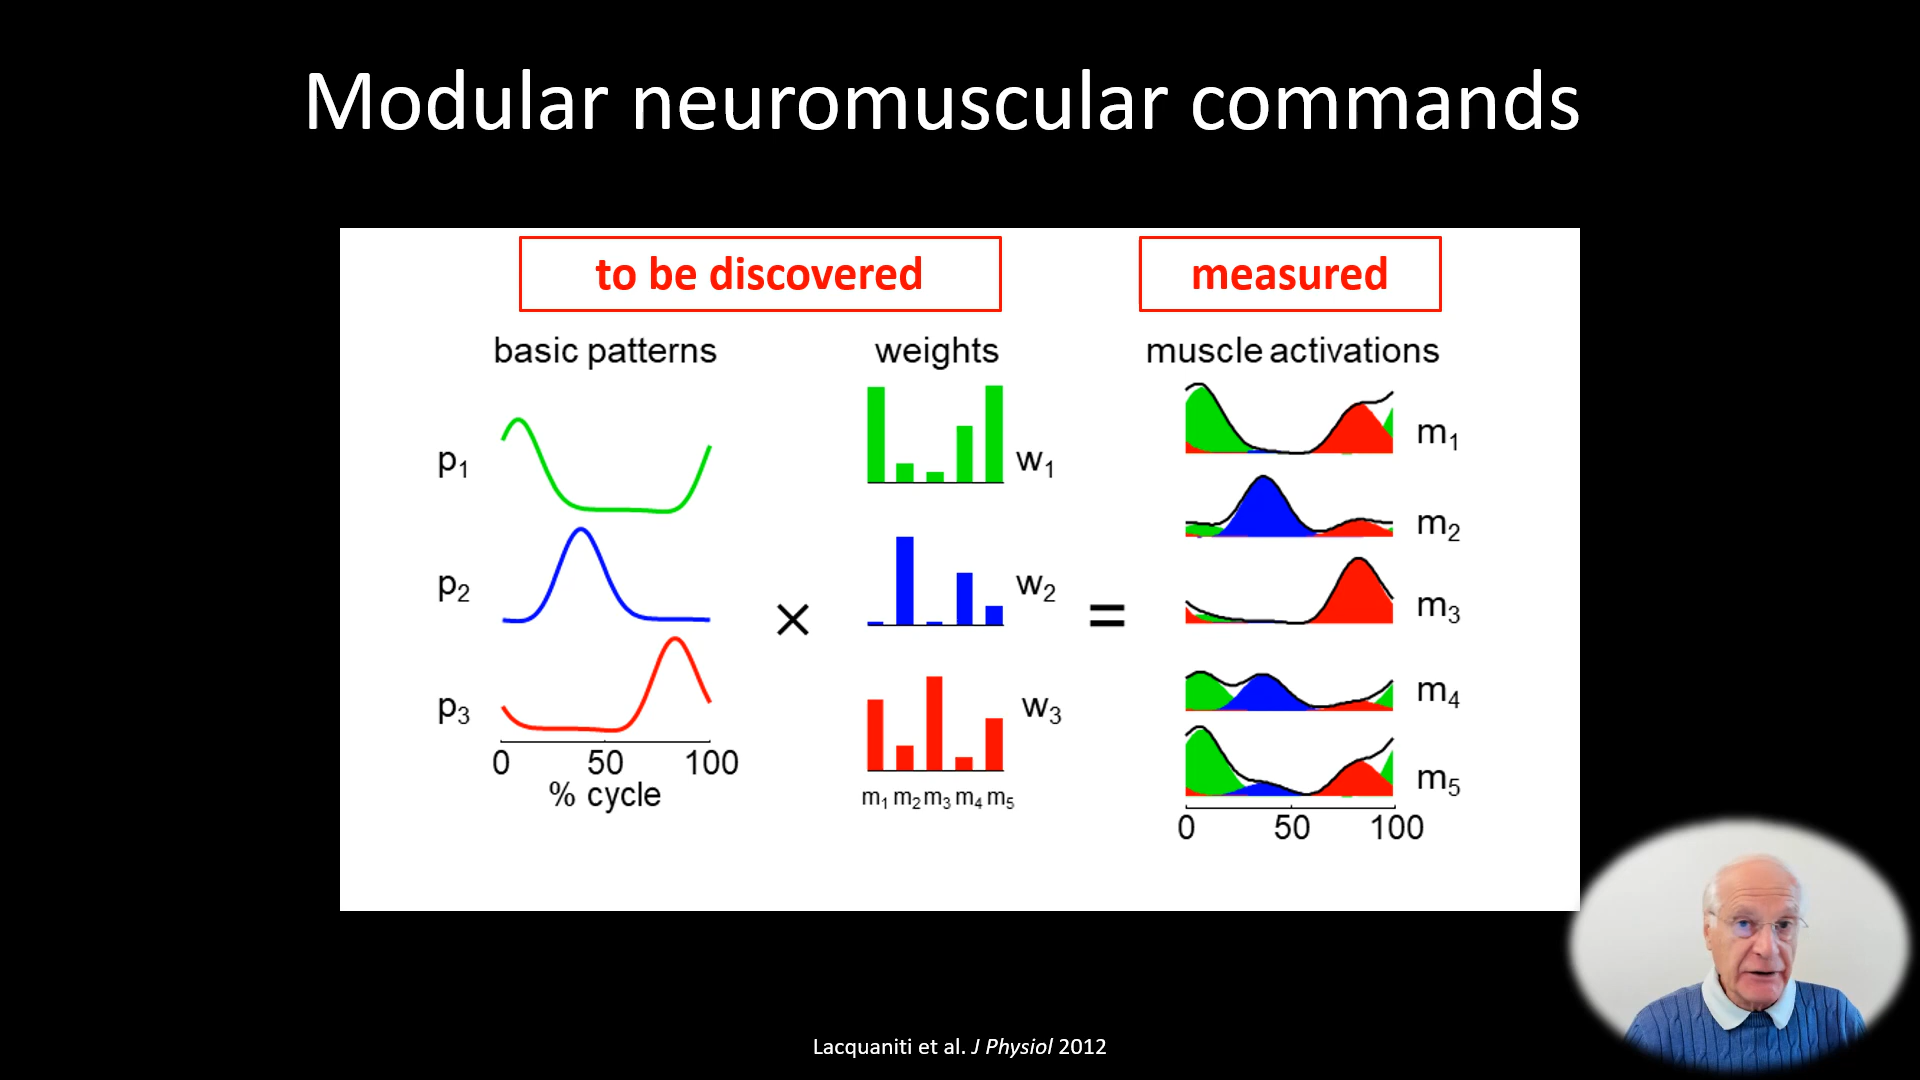 Modular neuromuscular commands
to be discovered
measured
basic patterns
weights
muscle activations
p1
w1
m1
p2
w2
m2
×
=
m3
p3
w3
m4
0 50 100
% cycle
m1 m2 m3 m4 m5
m5
0 50 100
Lacquaniti et al. J Physiol 2012